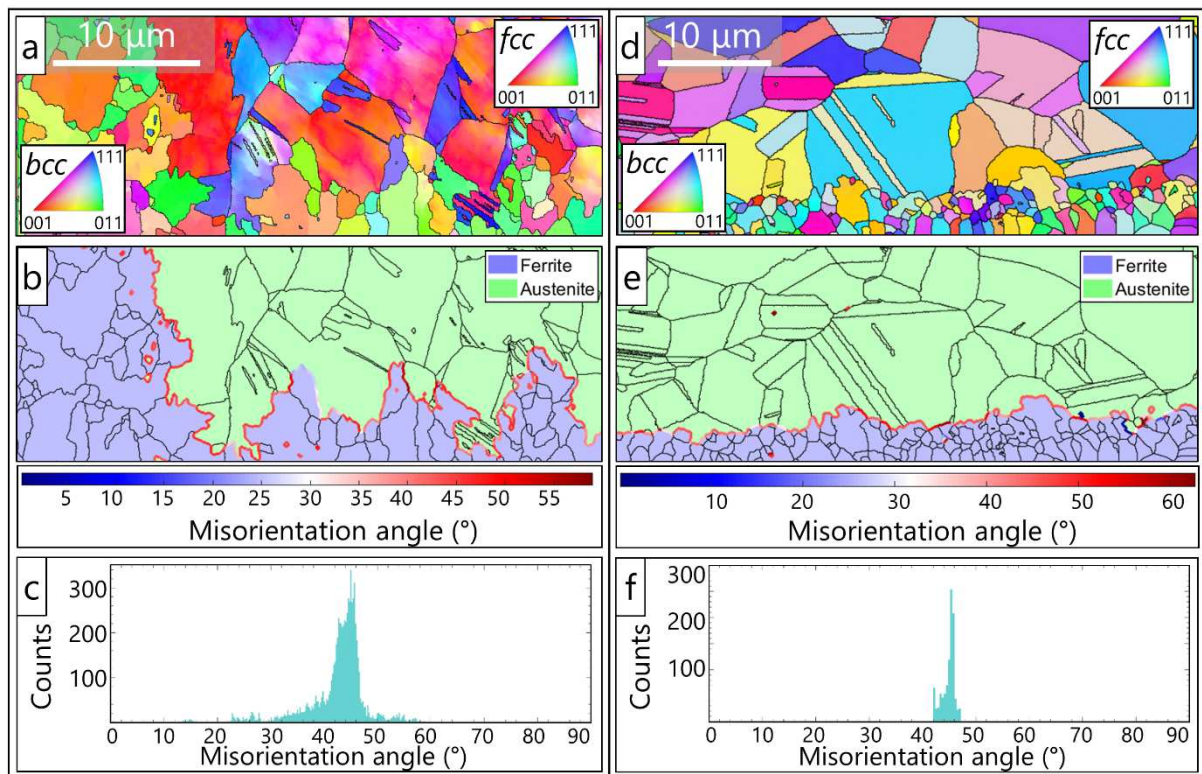 a
10 µm
fcc
111
001
011
bcc
111
001
011
b
Ferrite
Austenite
5 10 15 20 25 30 35 40 45 50 55
Misorientation angle (°)
c
300
200
100
Counts
0 10 20 30 40 50 60 70 80 90
Misorientation angle (°)
d
10 µm
fcc
111
001
011
bcc
111
001
011
e
Ferrite
Austenite
10 20 30 40 50 60
Misorientation angle (°)
f
300
200
100
Counts
0 10 20 30 40 50 60 70 80 90
Misorientation angle (°)